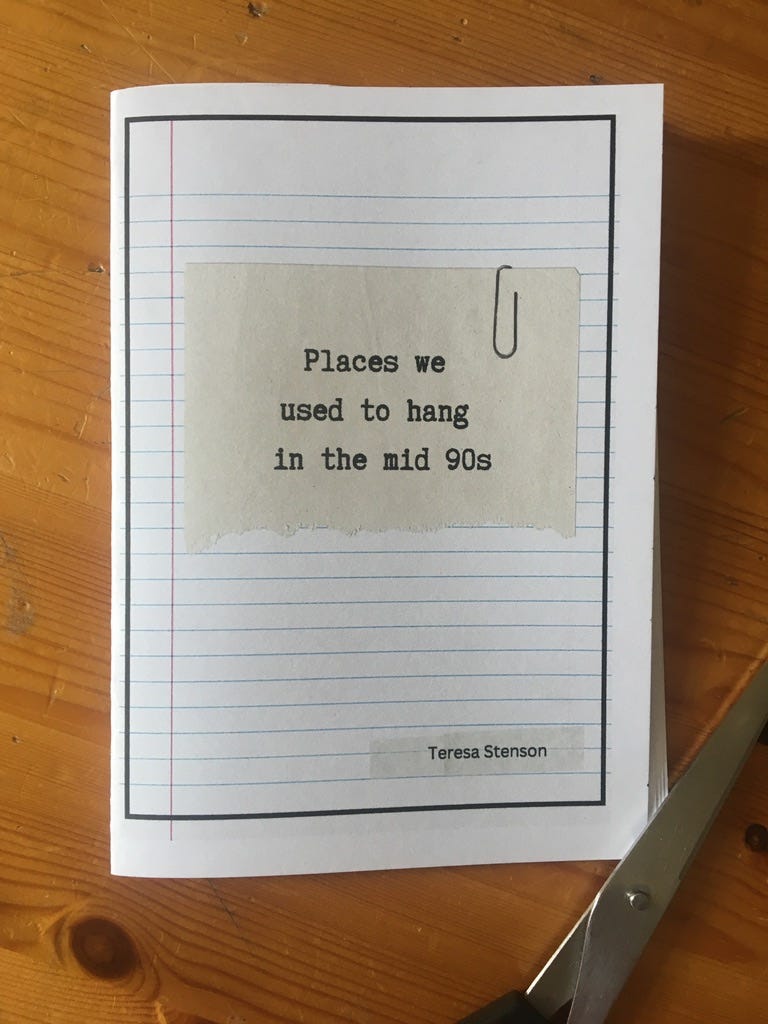 Places we
used to hang
in the mid 90s
Teresa Stenson